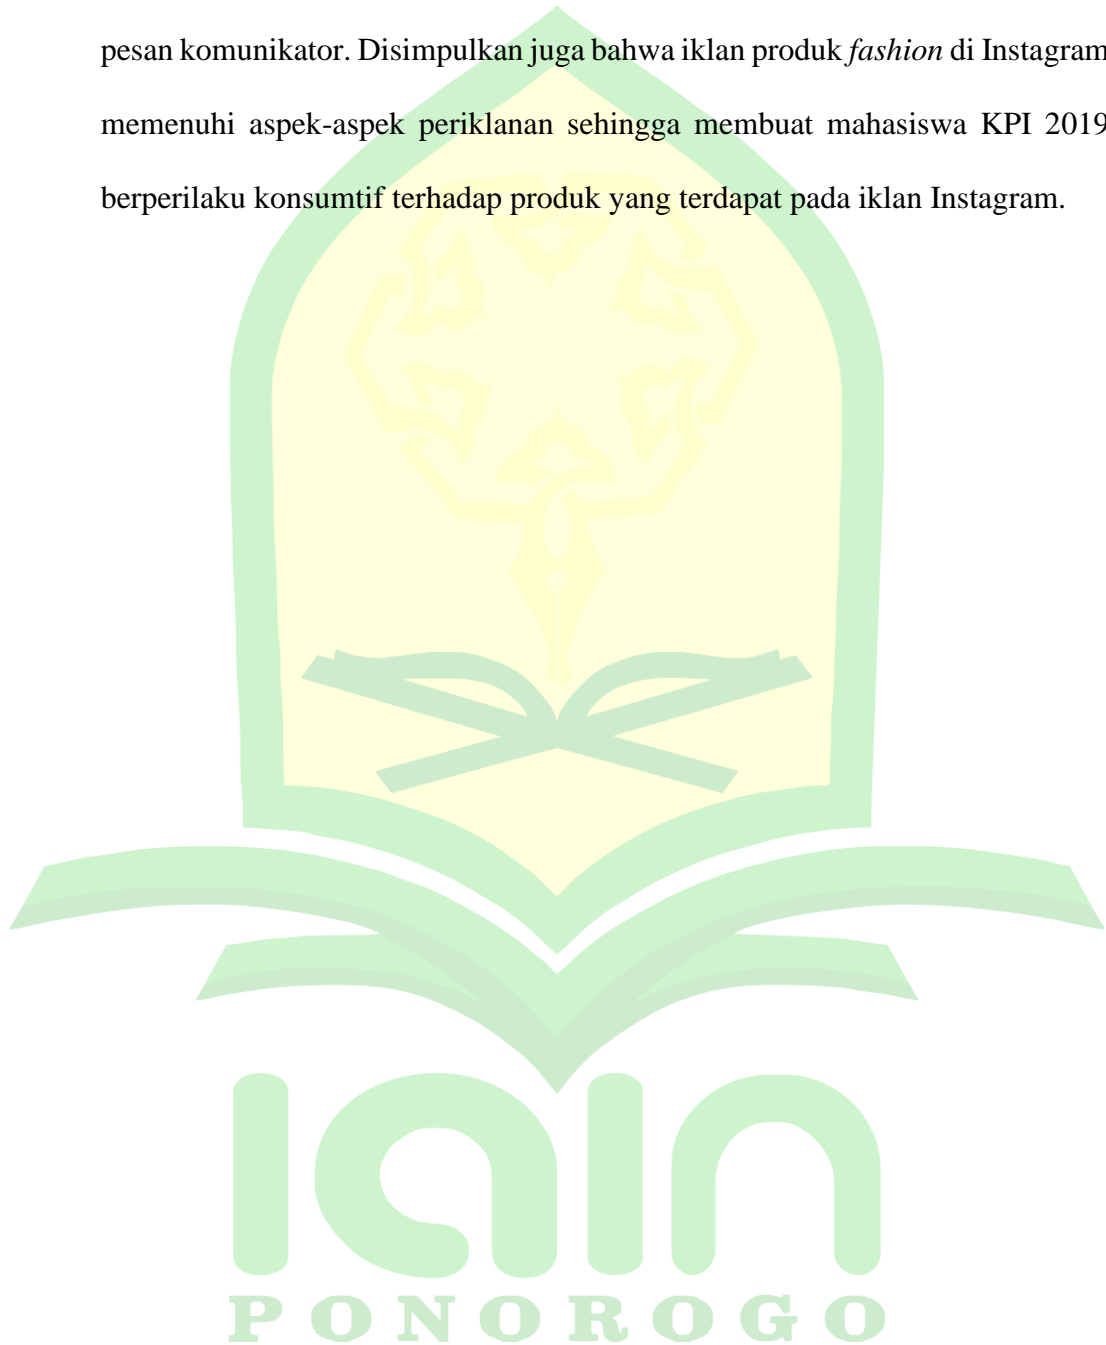 pesan komunikator. Disimpulkan juga bahwa iklan produk fashion di Instagram
memenuhi aspek-aspek periklanan sehingga membuat mahasiswa KPI 2019
berperilaku konsumtif terhadap produk yang terdapat pada iklan Instagram.
iain
PONOROGO